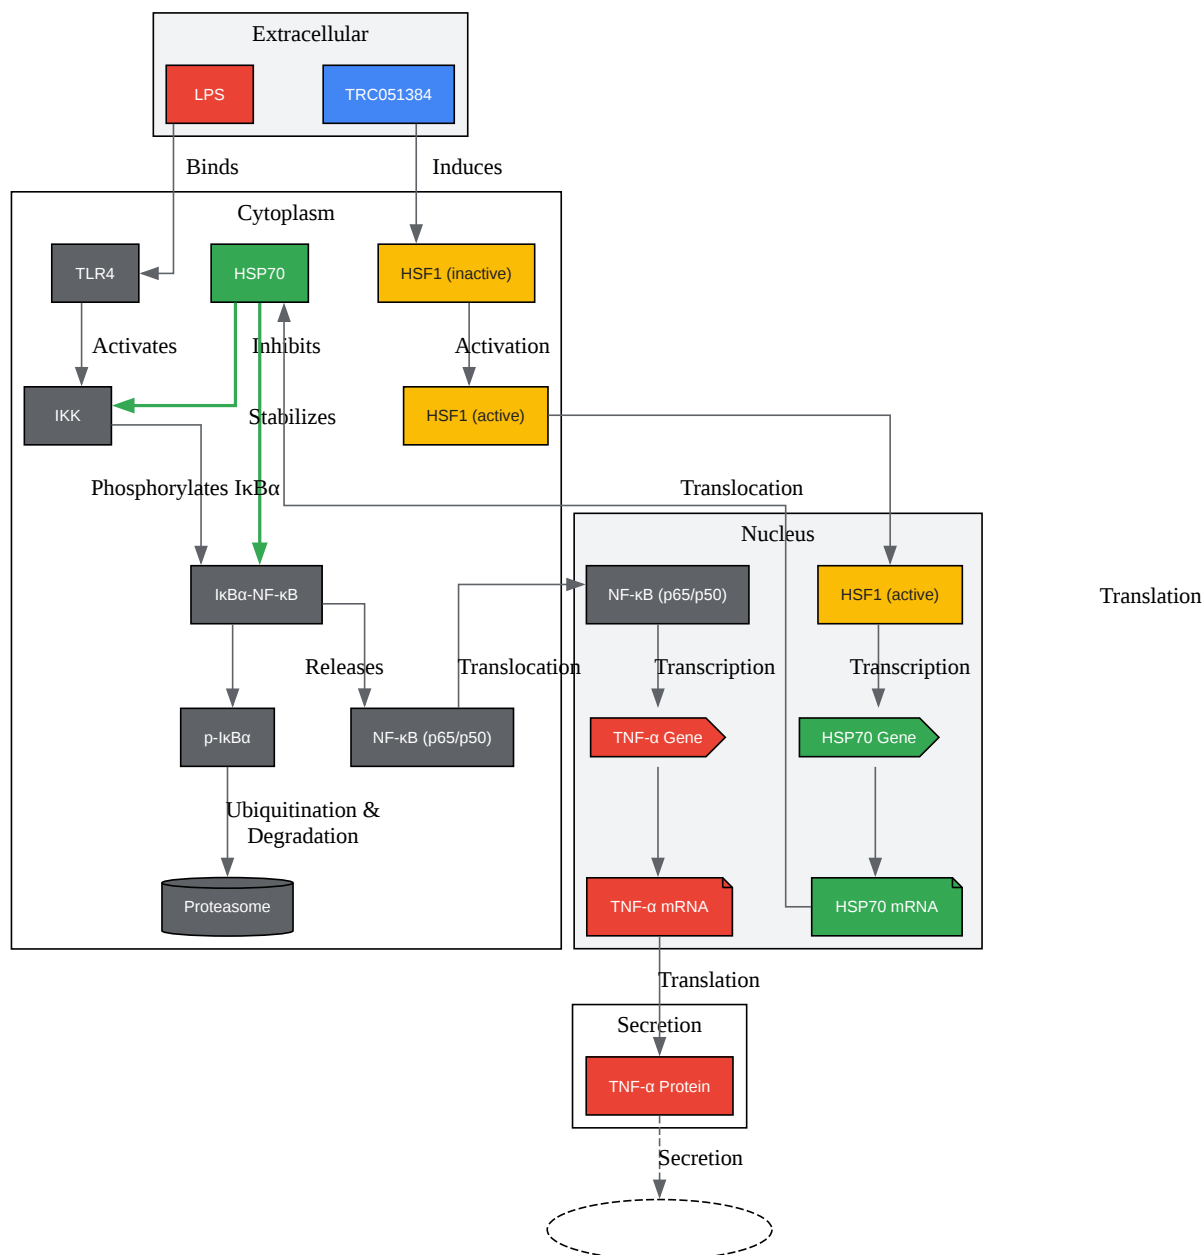 Extracellular
LPS
TRC051384
Binds
Induces
Cytoplasm
TLR4
HSP70
HSF1 (inactive)
Activates
Inhibits
Activation
IKK
Stabilizes
HSF1 (active)
Phosphorylates IκBα
Translocation
Nucleus
IκBα-NF-κB
NF-κB (p65/p50)
HSF1 (active)
Translation
Releases
Translocation
Transcription
Transcription
p-IκBα
NF-κB (p65/p50)
TNF-α Gene
HSP70 Gene
Ubiquitination &
Degradation
Proteasome
TNF-α mRNA
HSP70 mRNA
Translation
Secretion
TNF-α Protein
Secretion